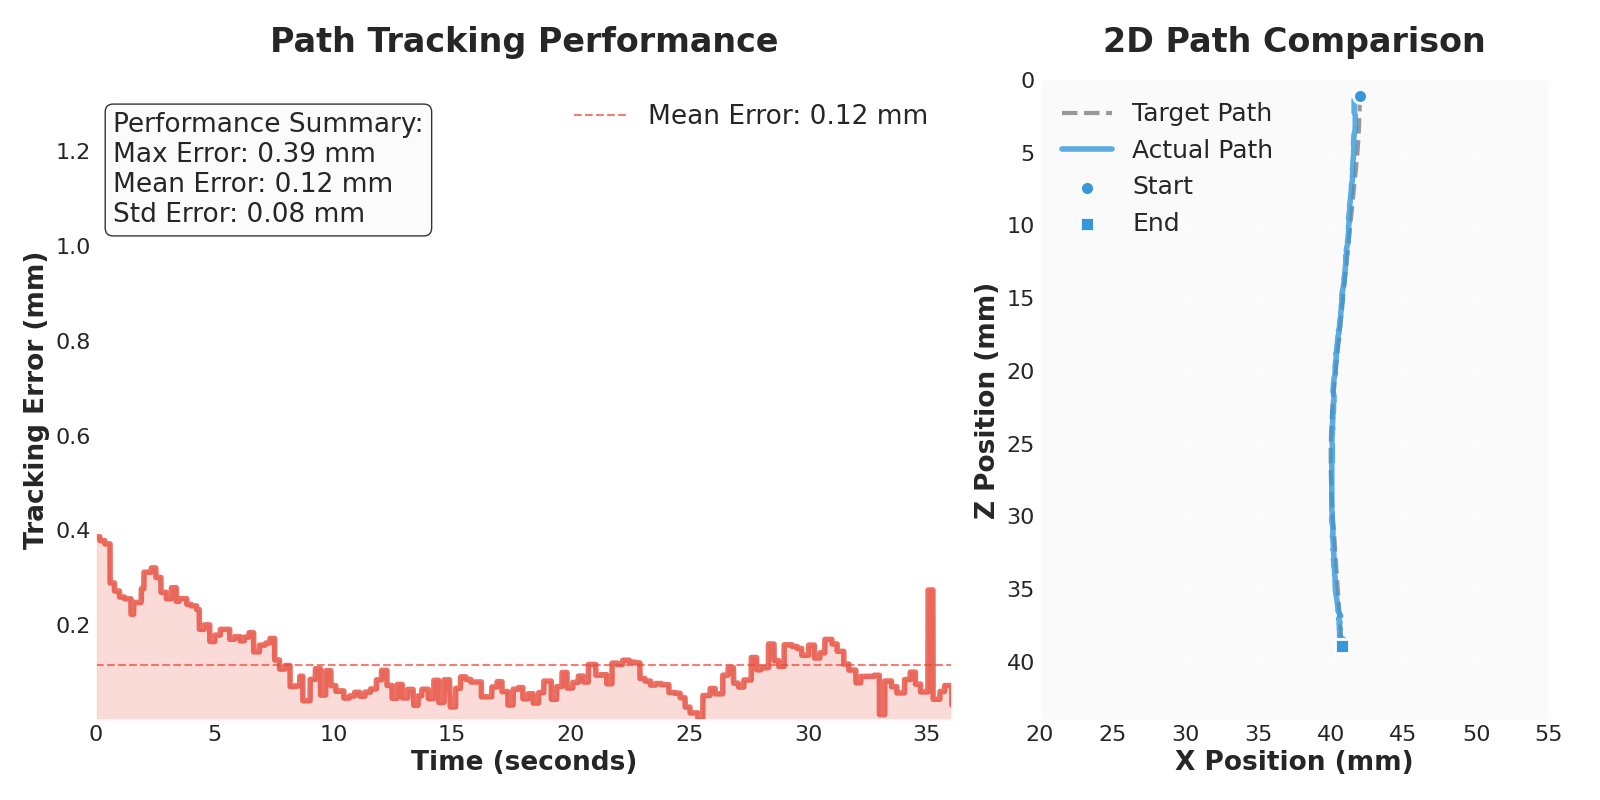 Path Tracking Performance
Performance Summary:
Max Error: 0.39 mm
Mean Error: 0.12 mm
Std Error: 0.08 mm
Mean Error: 0.12 mm
Tracking Error (mm)
1.2
1.0
0.8
0.6
0.4
0.2
0 5 10 15 20 25 30 35
Time (seconds)
2D Path Comparison
Target Path
Actual Path
Start
End
Z Position (mm)
0
5
10
15
20
25
30
35
40
20 25 30 35 40 45 50 55
X Position (mm)